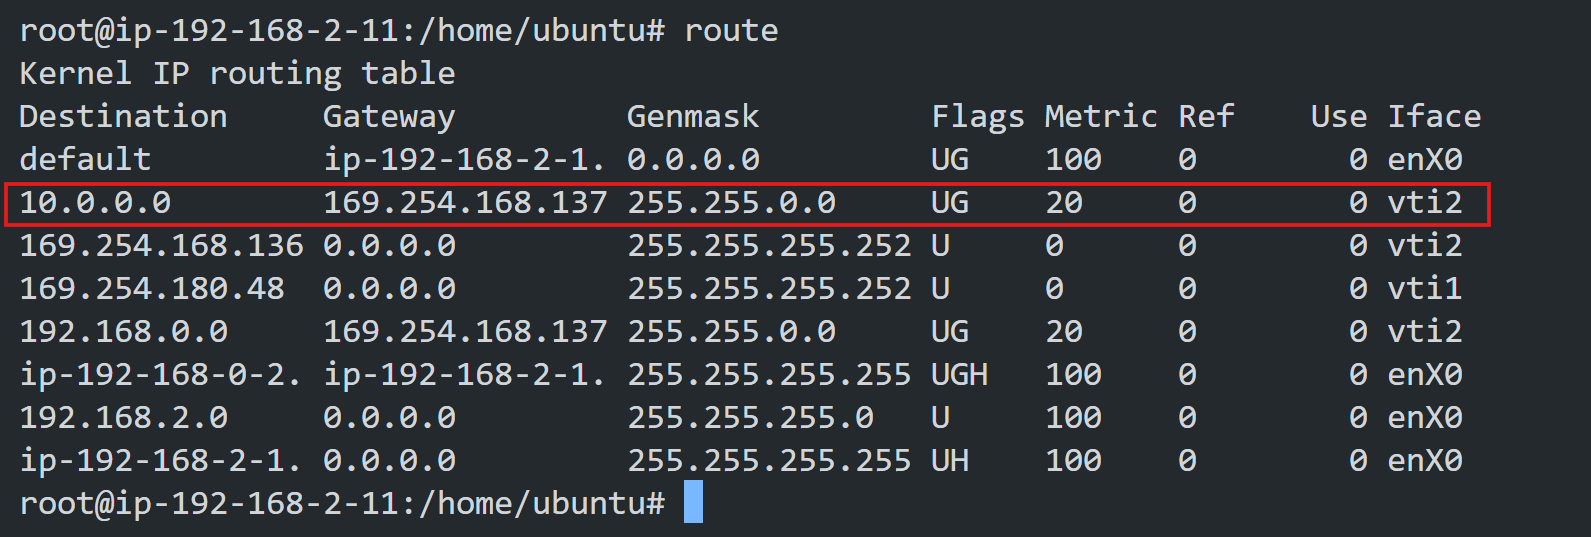 root@ip-192-168-2-11:/home/ubuntu# route
Kernel IP routing table
Destination     Gateway         Genmask         Flags Metric Ref    Use Iface
default         ip-192-168-2-1. 0.0.0.0         UG    100    0        0 enX0
10.0.0.0        169.254.168.137 255.255.0.0     UG    20     0        0 vti2
169.254.168.136 0.0.0.0         255.255.255.252 U     0      0        0 vti2
169.254.180.48  0.0.0.0         255.255.255.252 U     0      0        0 vti1
192.168.0.0     169.254.168.137 255.255.0.0     UG    20     0        0 vti2
ip-192-168-0-2. ip-192-168-2-1. 255.255.255.255 UGH   100    0        0 enX0
192.168.2.0     0.0.0.0         255.255.255.0   U     100    0        0 enX0
ip-192-168-2-1. 0.0.0.0         255.255.255.255 UH    100    0        0 enX0
root@ip-192-168-2-11:/home/ubuntu#